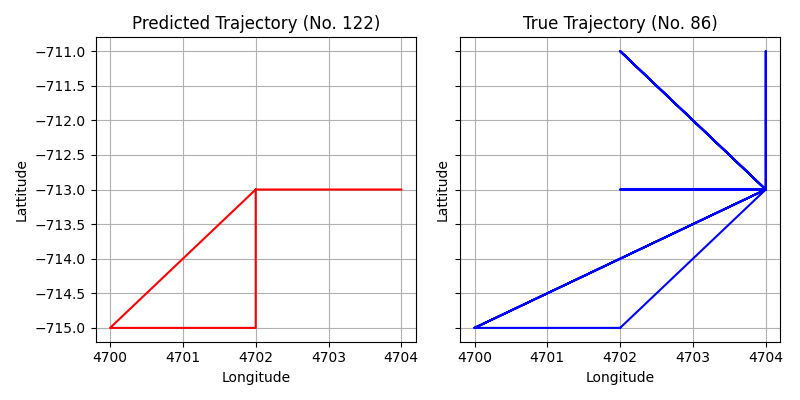 Predicted Trajectory (No. 122)
True Trajectory (No. 86)
−711.0
−711.5
−712.0
−712.5
−713.0
−713.5
−714.0
−714.5
−715.0
Lattitude
Lattitude
4700 4701 4702 4703 4704
4700 4701 4702 4703 4704
Longitude
Longitude